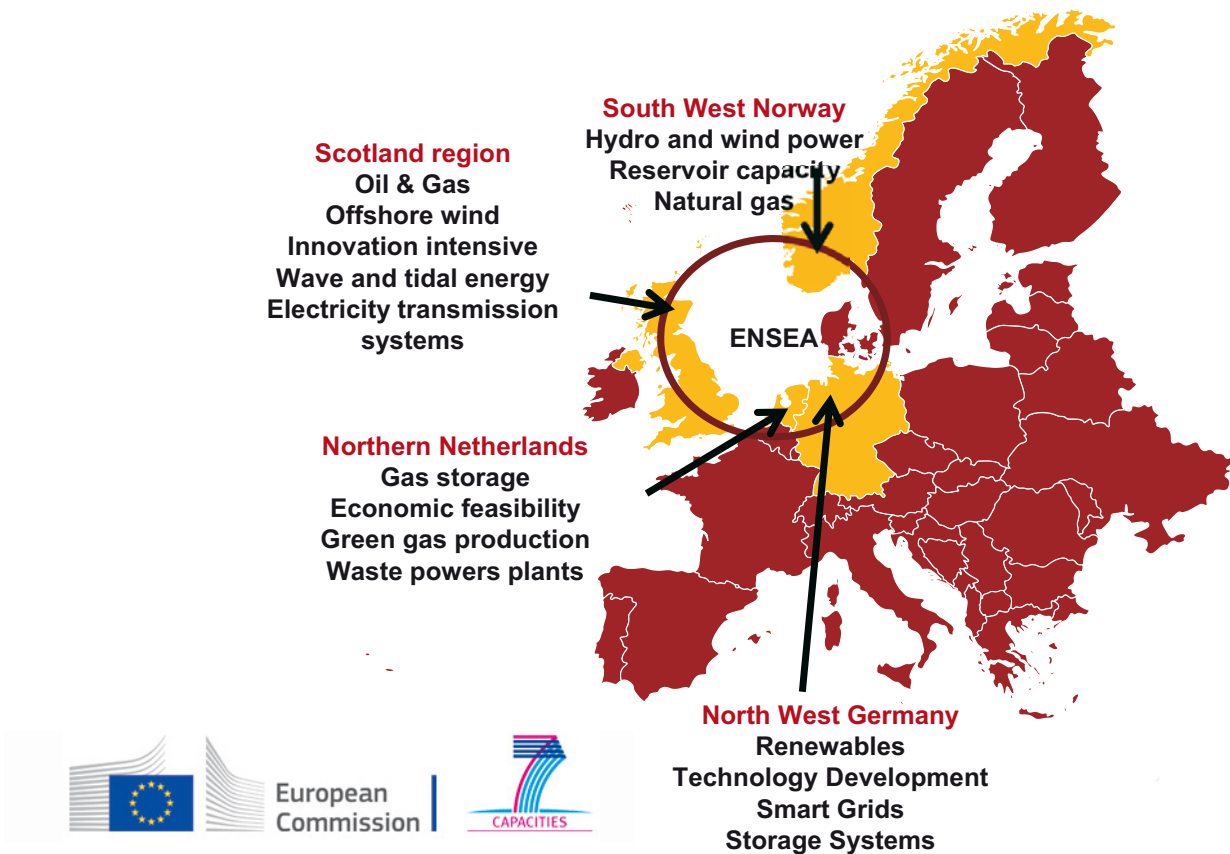 South West Norway
Hydro and wind power
Reservoir capacity
Natural gas
Scotland region
Oil & Gas
Offshore wind
Innovation intensive
Wave and tidal energy
Electricity transmission
systems
ENSEA
Northern Netherlands
Gas storage
Economic feasibility
Green gas production
Waste powers plants
North West Germany
Renewables
Technology Development
Smart Grids
Storage Systems
European
Commission
7
CAPACITIES